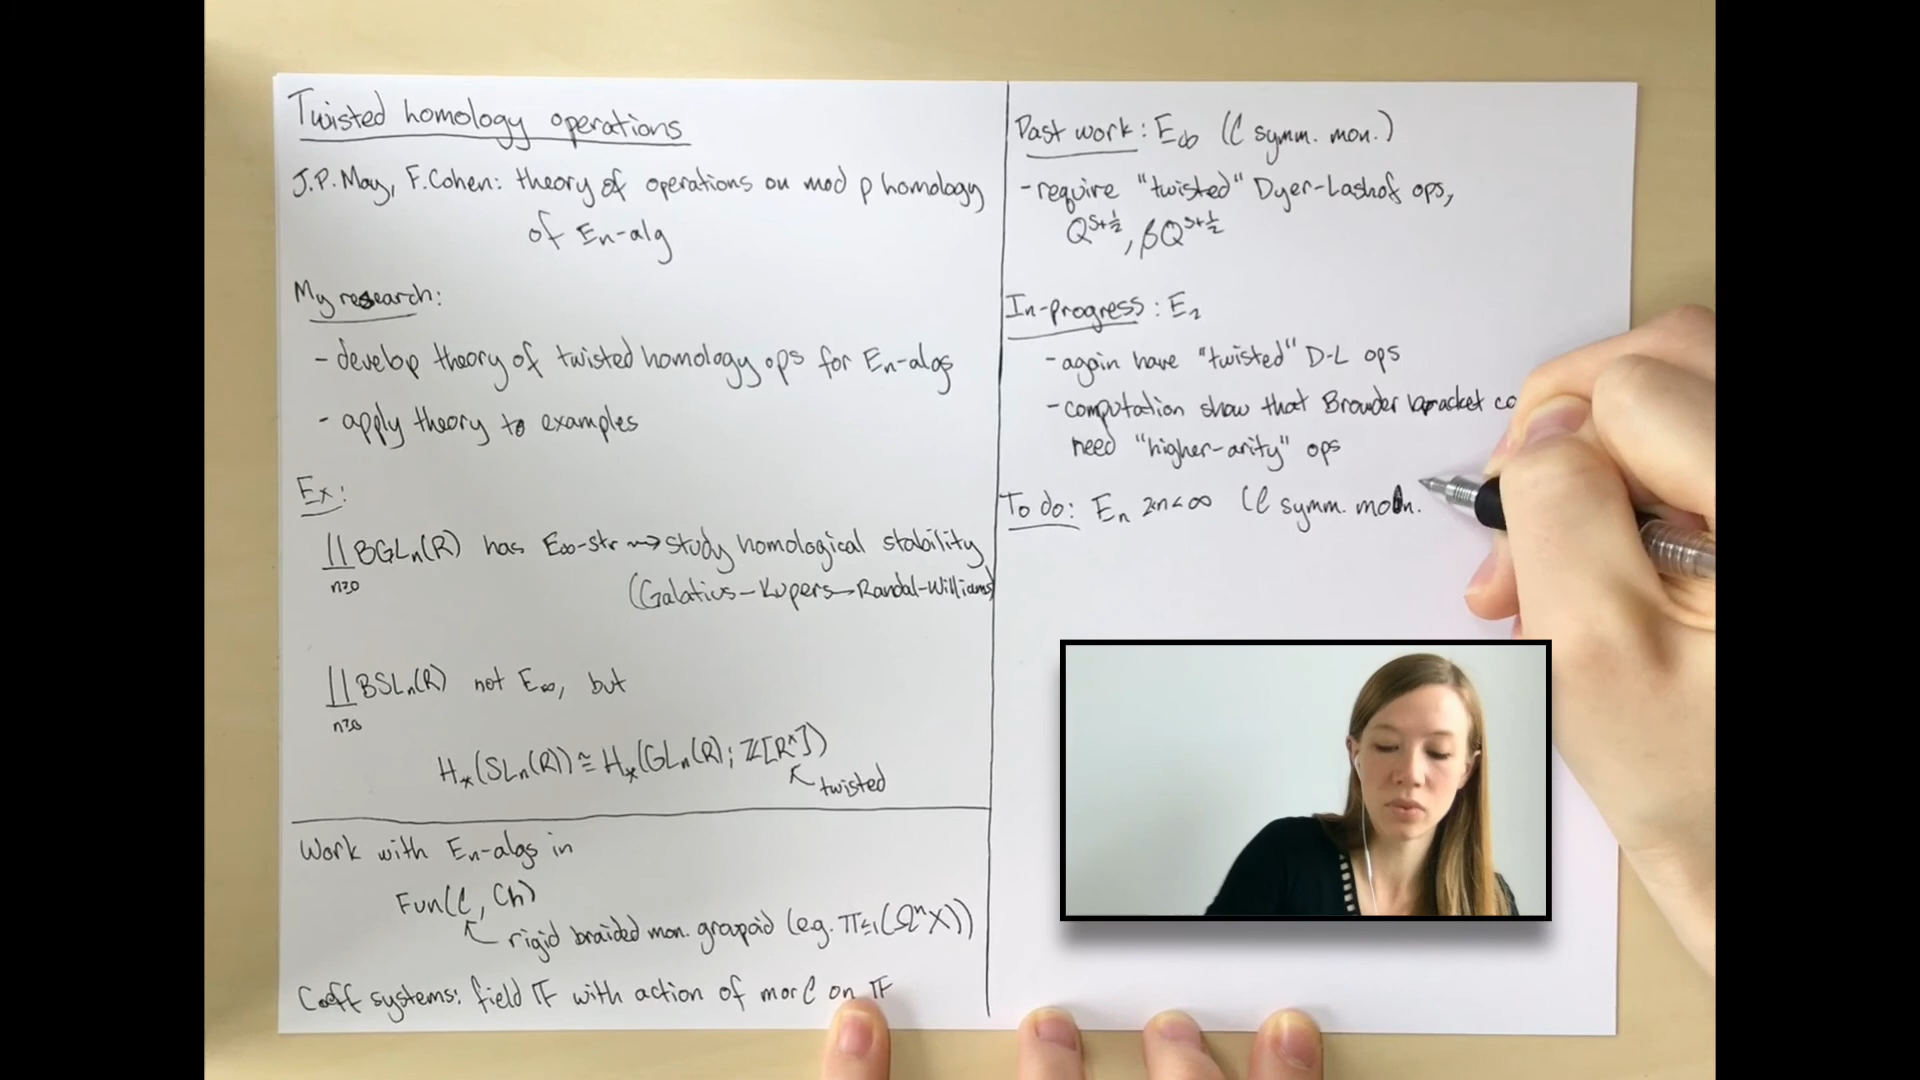 Twisted homology operations
J.P. May, F. Cohen: theory of operations on mod p homology
of En-alg
My research:
- develop theory of twisted homology ops for En-algs
- apply theory to examples
Ex:
∐ BGLn(R) has E∞-str ⇝ study homological stability
n≥0
(Galatius-Kupers-Randal-Williams)
∐ BSLn(R) not E∞, but
n≥0
H*(SLn(R)) ≅ H*(GLn(R); ℤ[R^×])
↖ twisted
Work with En-algs in
Fun(C, Ch)
↖ rigid braided mon. groupoid (e.g. π≤1(Ω^n X))
Coeff systems: field 𝔽 with action of mor C on 𝔽
Past work: E∞ (C symm. mon.)
- require "twisted" Dyer-Lashof ops,
Q^{s+1/2}, βQ^{s+1/2}
In-progress: E2
- again have "twisted" D-L ops
- computation show that Browder bracket
need "higher-arity" ops
To do: En 2<n<∞ (C symm. mon.